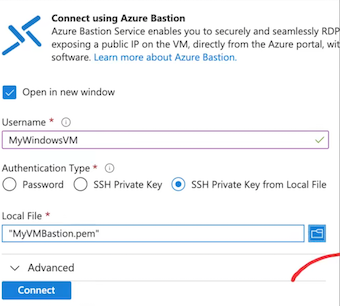 Connect using Azure Bastion
Azure Bastion Service enables you to securely and seamlessly RDP
exposing a public IP on the VM, directly from the Azure portal, wit
software. Learn more about Azure Bastion.
Open in new window
Username *
MyWindowsVM
Authentication Type *
Password SSH Private Key SSH Private Key from Local File
Local File *
"MyVMBastion.pem"
Advanced
Connect